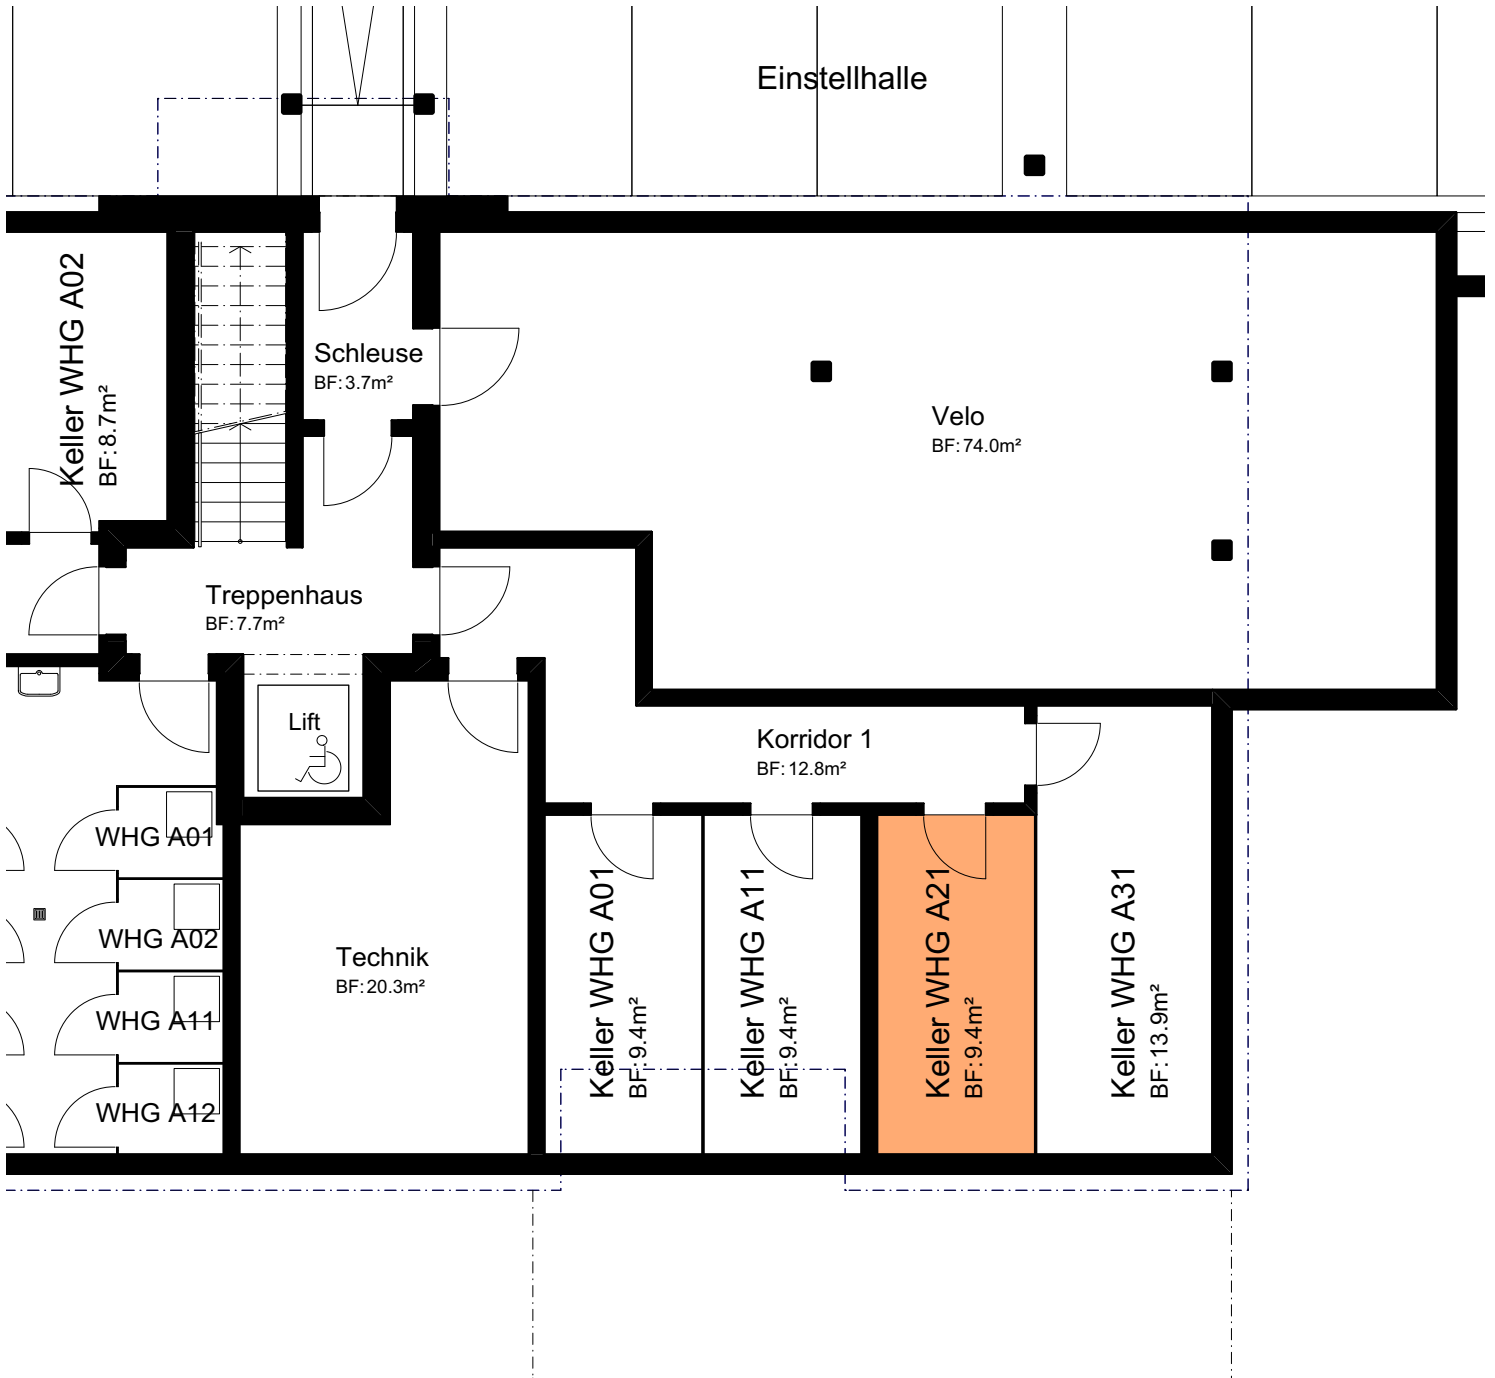 Einstellhalle
Keller WHG A02
BF: 8.7m²
Schleuse
BF: 3.7m²
Velo
BF: 74.0m²
Treppenhaus
BF: 7.7m²
Lift
Korridor 1
BF: 12.8m²
WHG A01
WHG A02
WHG A11
WHG A12
Technik
BF: 20.3m²
Keller WHG A01
BF: 9.4m²
Keller WHG A11
BF: 9.4m²
Keller WHG A21
BF: 9.4m²
Keller WHG A31
BF: 13.9m²